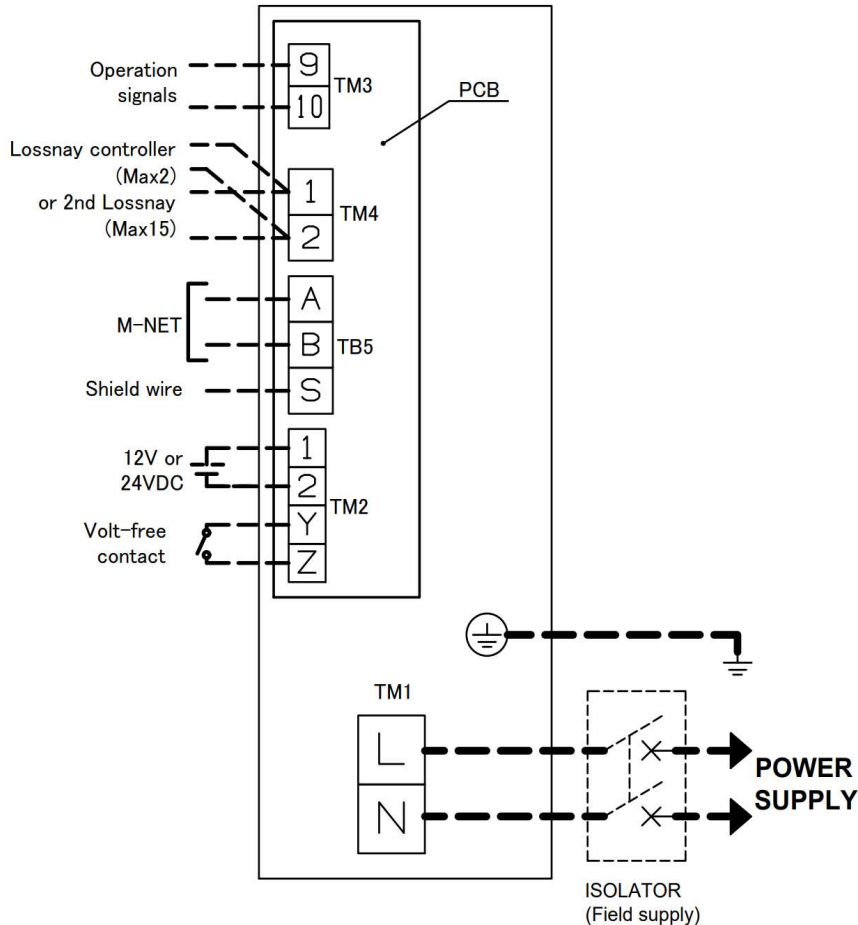 Operation
signals
9
10
TM3
PCB
Lossnay controller
(Max2)
or 2nd Lossnay
(Max15)
1
2
TM4
M-NET
A
B
TB5
Shield wire
S
12V or
24VDC
1
2
TM2
Volt-free
contact
Y
Z
TM1
L
N
POWER
SUPPLY
ISOLATOR
(Field supply)